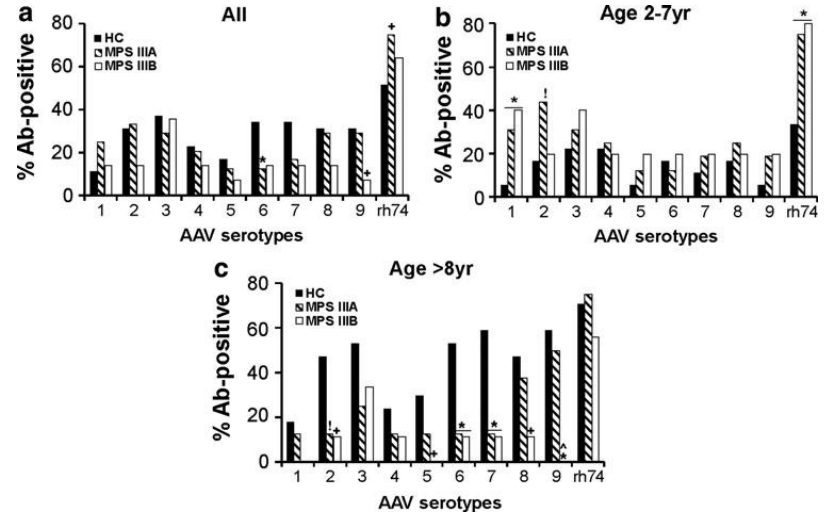 a
All
% Ab-positive
80
60
40
20
0
HC
MPS IIIA
MPS IIIB
*
+
+
1 2 3 4 5 6 7 8 9 rh74
AAV serotypes
b
Age 2-7yr
% Ab-positive
80
60
40
20
0
HC
MPS IIIA
MPS IIIB
*
!
*
1 2 3 4 5 6 7 8 9 rh74
AAV serotypes
c
Age >8yr
% Ab-positive
80
60
40
20
0
HC
MPS IIIA
MPS IIIB
! + + * * + ^ *
1 2 3 4 5 6 7 8 9 rh74
AAV serotypes